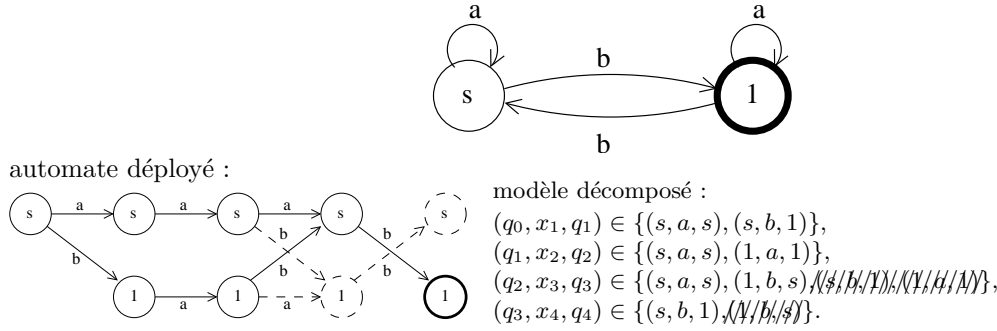 a
a
b
s
1
b
automate déployé :
s a s a s a s s
b b b
b b
1 a 1 a 1 1
modèle décomposé :
(q₀, x₁, q₁) ∈ {(s, a, s), (s, b, 1)},
(q₁, x₂, q₂) ∈ {(s, a, s), (1, a, 1)},
(q₂, x₃, q₃) ∈ {(s, a, s), (1, b, s), (s, b, 1), (1, a, 1)},
(q₃, x₄, q₄) ∈ {(s, b, 1), (1, b, s)}.